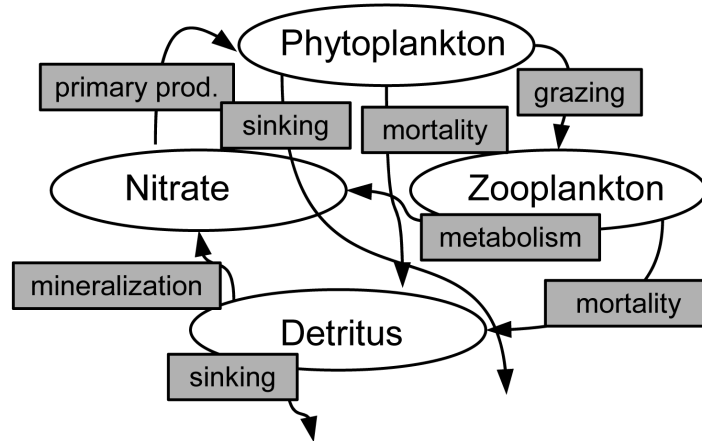 Phytoplankton
primary prod.
grazing
sinking
mortality
Nitrate
Zooplankton
metabolism
mineralization
mortality
Detritus
sinking